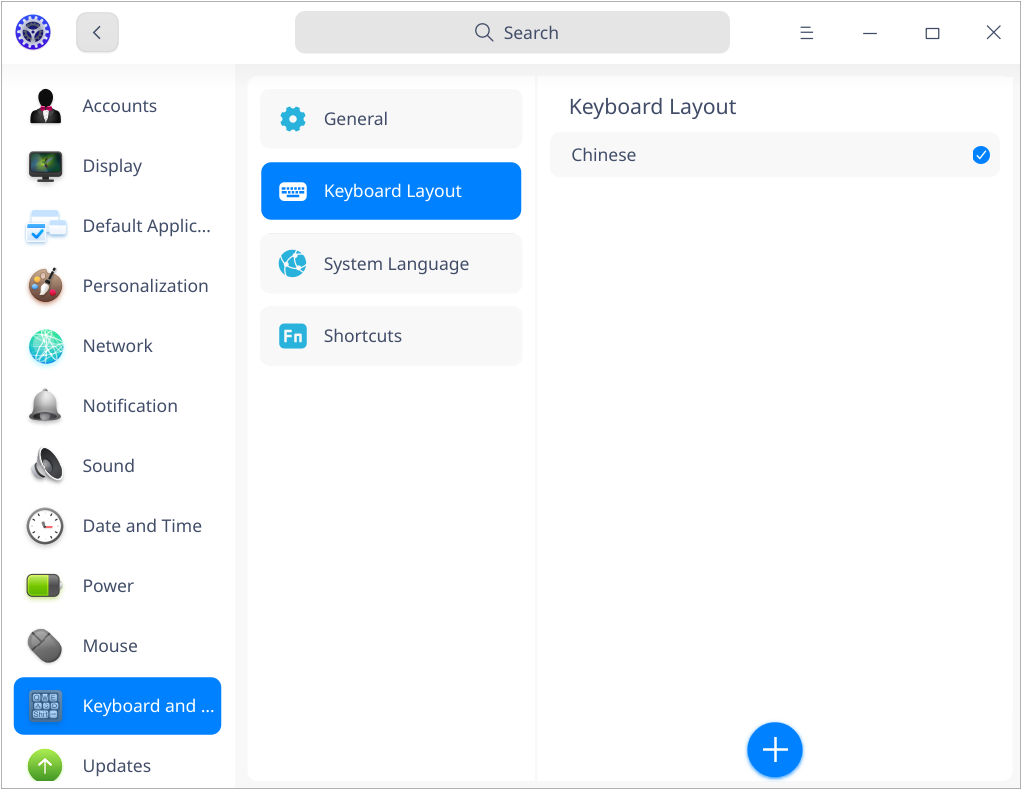 Search
Accounts
Display
Default Applic...
Personalization
Network
Notification
Sound
Date and Time
Power
Mouse
Keyboard and ...
Updates
General
Keyboard Layout
System Language
Fn Shortcuts
Keyboard Layout
Chinese